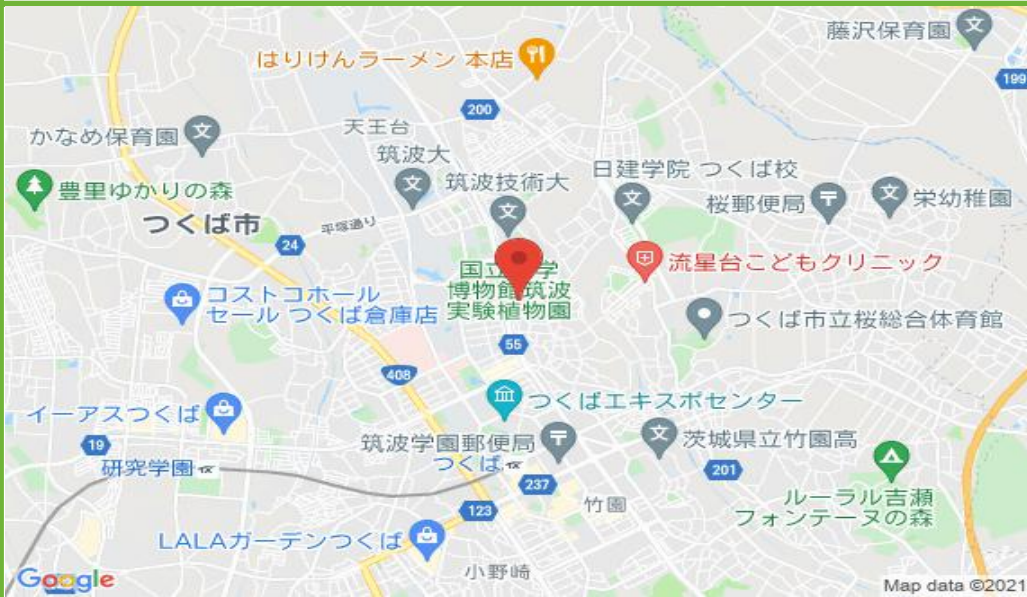 藤沢保育園
はりけんラーメン 本店
199
200
かなめ保育園
天王台
筑波大
日建学院 つくば校
豊里ゆかりの森
筑波技術大
桜郵便局
栄幼稚園
つくば市
平塚通り
24
国立
学
流星台こどもクリニック
コストコホール
セール つくば倉庫店
博物館筑波
実験植物園
つくば市立桜総合体育館
55
408
つくばエキスポセンター
イーアスつくば
筑波学園郵便局
茨城県立竹園高
19
つくば
研究学園
201
237
ルーラル吉瀬
フォンテーヌの森
123
竹園
LALAガーデンつくば
小野崎
Google
Map data ©2021